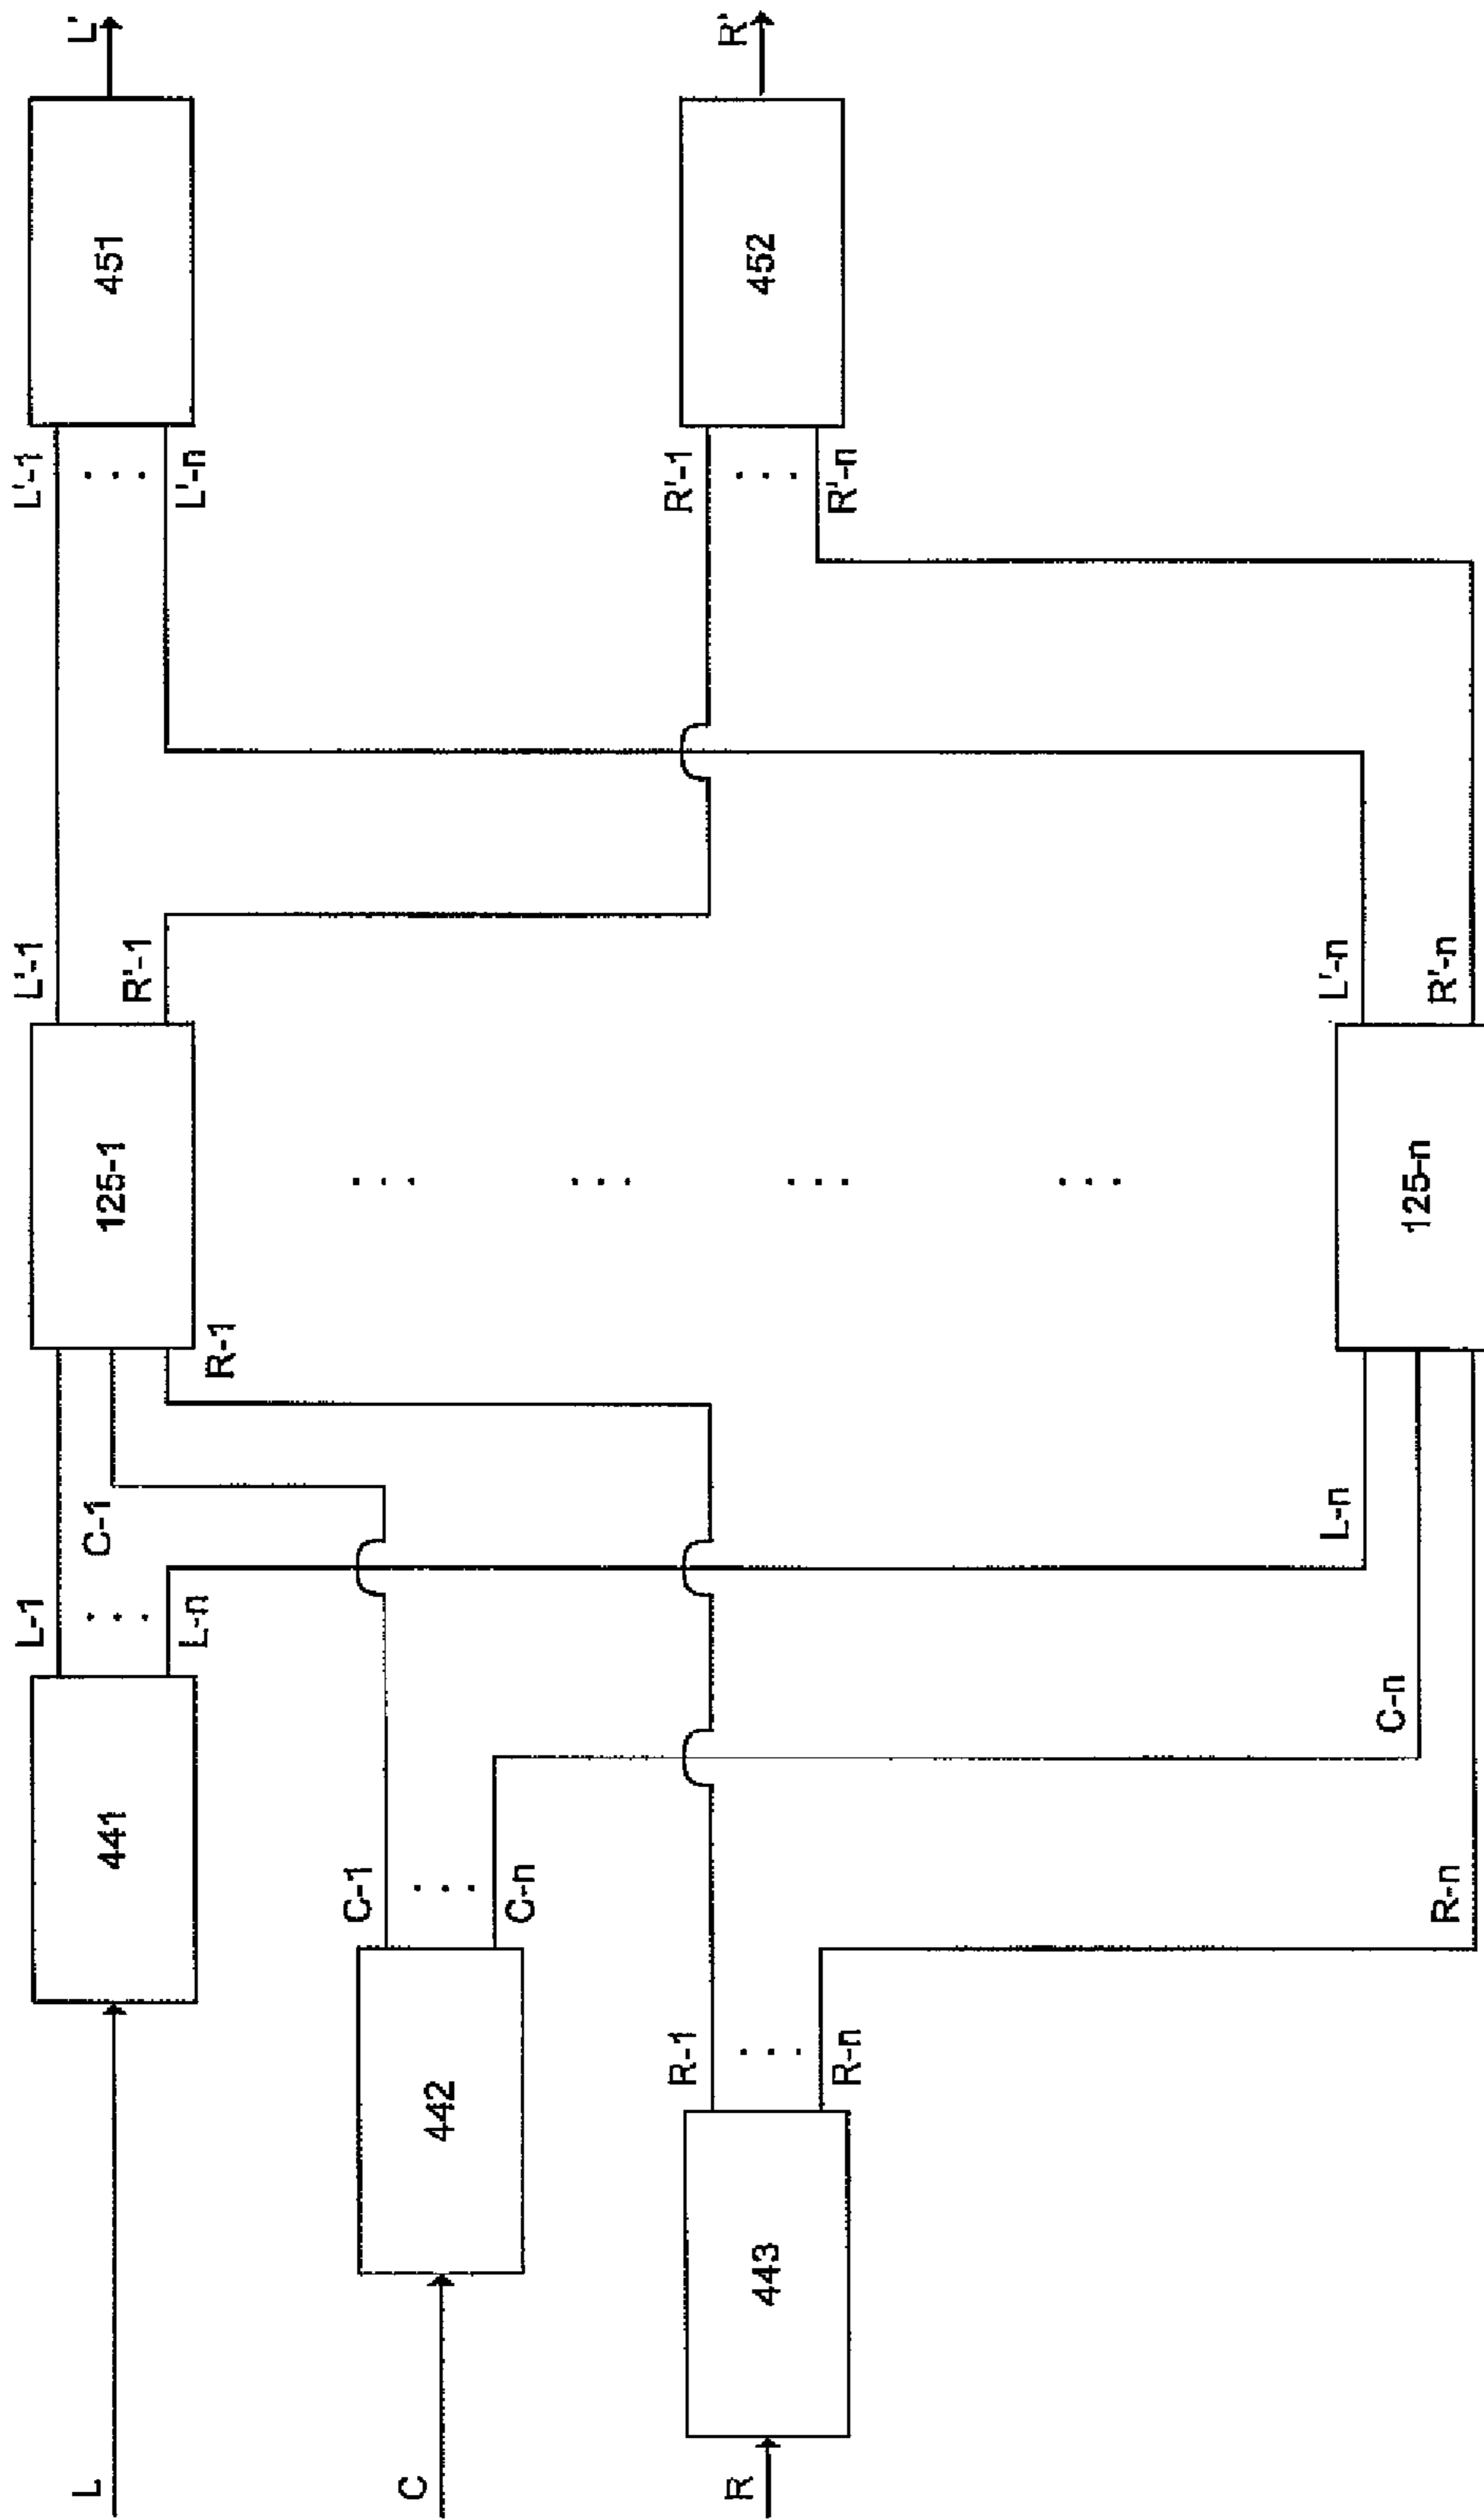 L
441
L-1
L-n
C-1
R-1
125-1
L'-1
R'-1
L'-1
L'-n
451
L'
C
442
C-1
C-n
R
443
R-1
R-n
R'-1
R'-n
452
R'
L-n
C-n
R-n
125-n
L'-n
R'-n